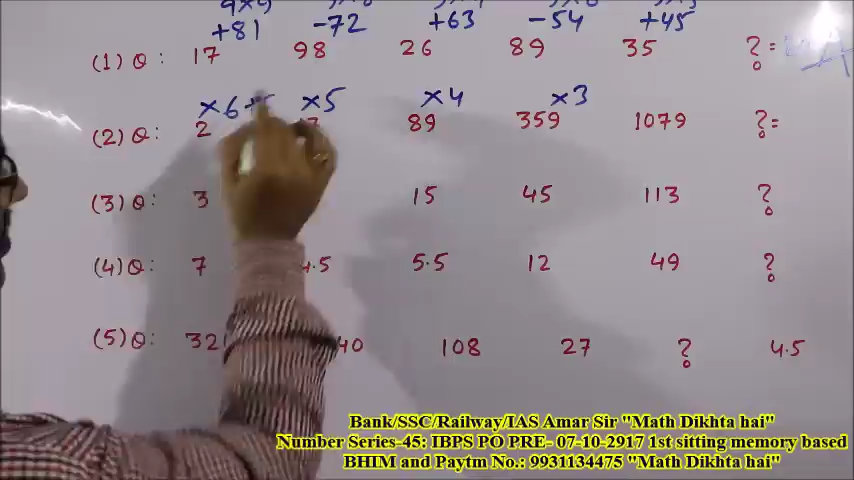 +81 -72 +63 -54 +45
(1) Q: 17 98 26 89 35 ?=
×6+ ×5 ×4 ×3
(2) Q: 2 89 359 1079 ?=
(3) Q: 3 15 45 113 ?
(4) Q: 7 .5 5.5 12 49 ?
(5) Q: 32 40 108 27 ? 4.5
Bank/SSC/Railway/IAS Amar Sir "Math Dikhta hai"
Number Series-45: IBPS PO PRE- 07-10-2917 1st sitting memory based
BHIM and Paytm No.: 9931134475 "Math Dikhta hai"